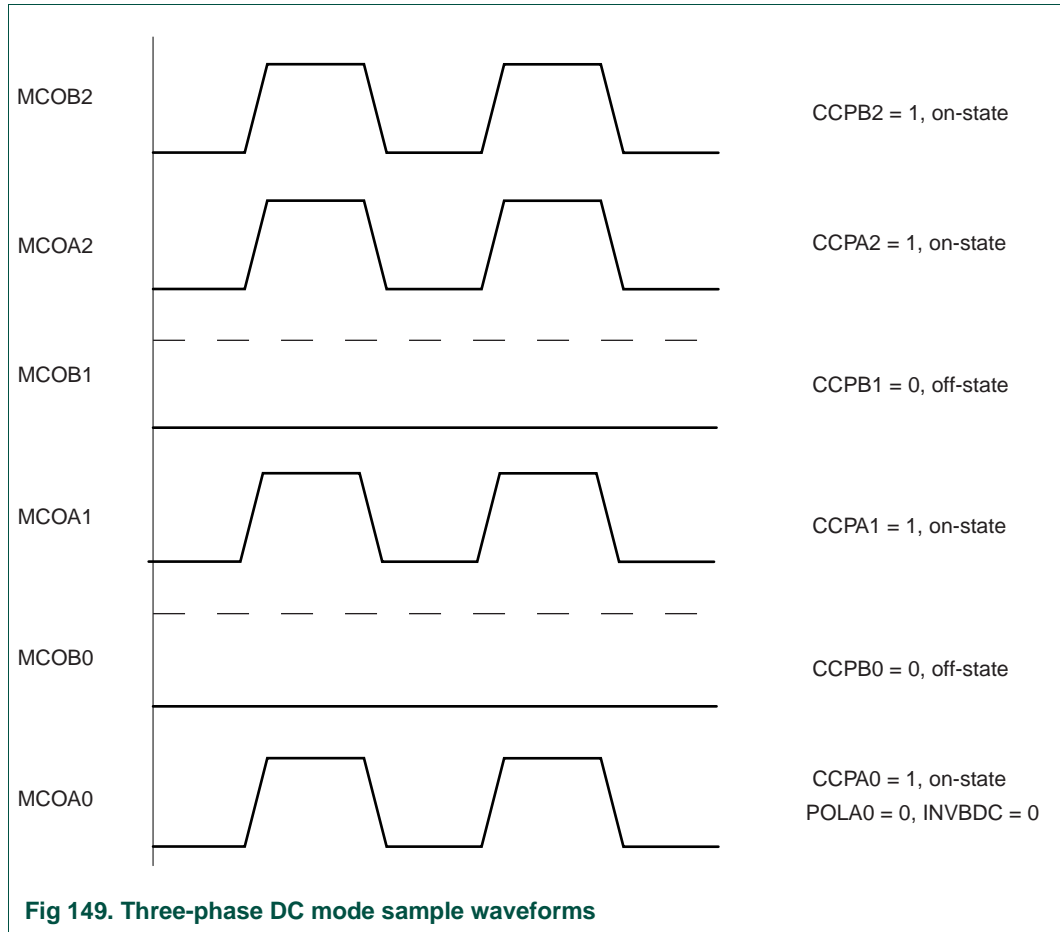 MCOB2
CCPB2 = 1, on-state
MCOA2
CCPA2 = 1, on-state
MCOB1
CCPB1 = 0, off-state
MCOA1
CCPA1 = 1, on-state
MCOB0
CCPB0 = 0, off-state
MCOA0
CCPA0 = 1, on-state
POLA0 = 0, INVBDC = 0
Fig 149. Three-phase DC mode sample waveforms